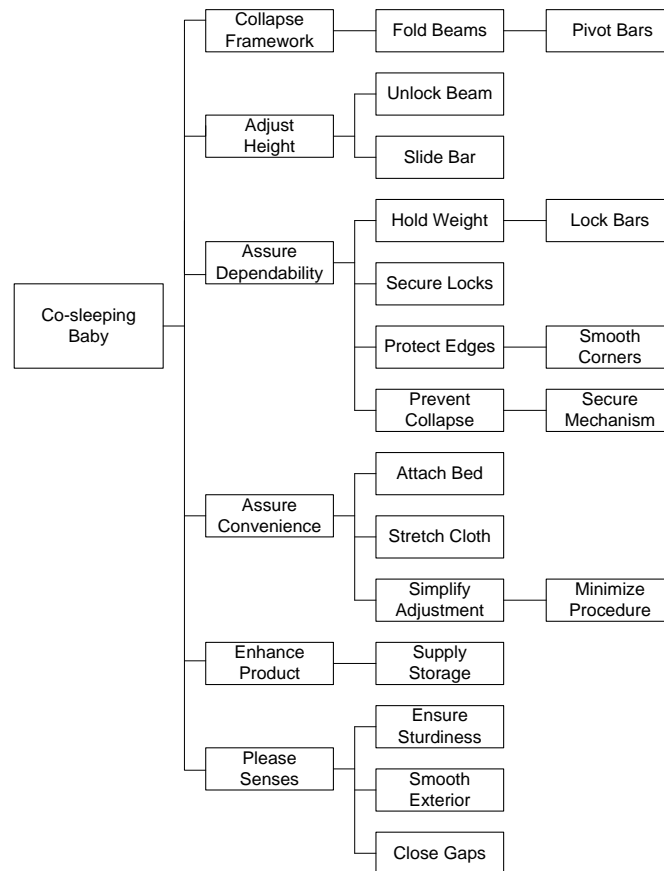 Collapse
Framework
Fold Beams
Pivot Bars
Unlock Beam
Adjust
Height
Slide Bar
Hold Weight
Lock Bars
Assure
Dependability
Secure Locks
Co-sleeping
Baby
Protect Edges
Smooth
Corners
Prevent
Collapse
Secure
Mechanism
Attach Bed
Assure
Convenience
Stretch Cloth
Simplify
Adjustment
Minimize
Procedure
Enhance
Product
Supply
Storage
Ensure
Sturdiness
Please
Senses
Smooth
Exterior
Close Gaps